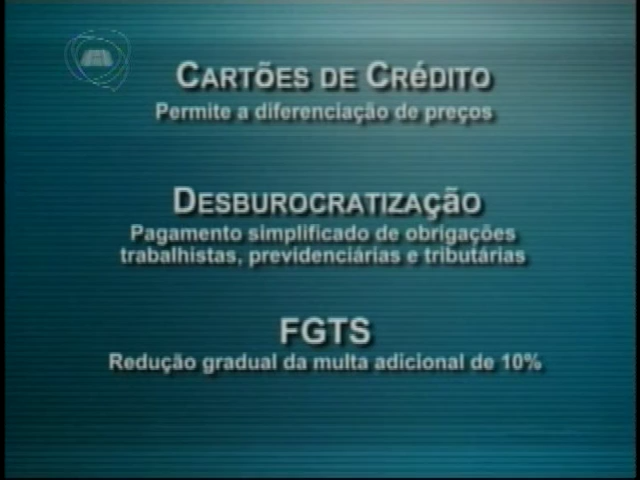 CARTÕES DE CRÉDITO
Permite a diferenciação de preços
DESBUROCRATIZAÇÃO
Pagamento simplificado de obrigações
trabalhistas, previdenciárias e tributárias
FGTS
Redução gradual da multa adicional de 10%